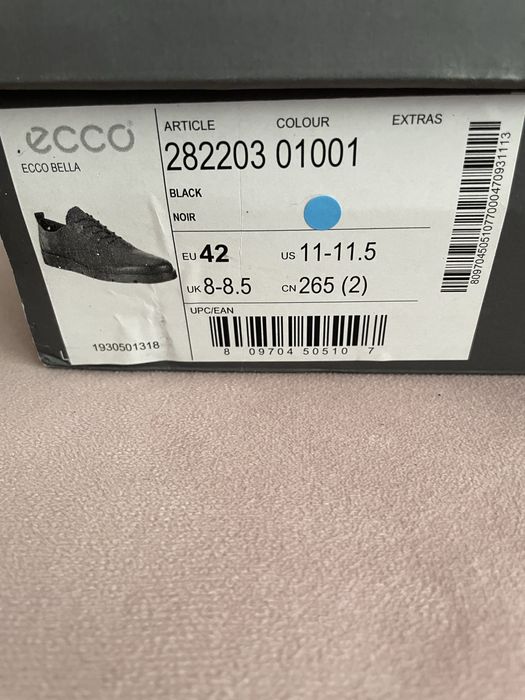 ecco
ECCO BELLA
ARTICLE COLOUR EXTRAS
282203 01001
BLACK
NOIR
EU 42 US 11-11.5
UK 8-8.5 CN 265 (2)
UPC/EAN
8 09704 50510 7
1930501318
809704505107700047093113